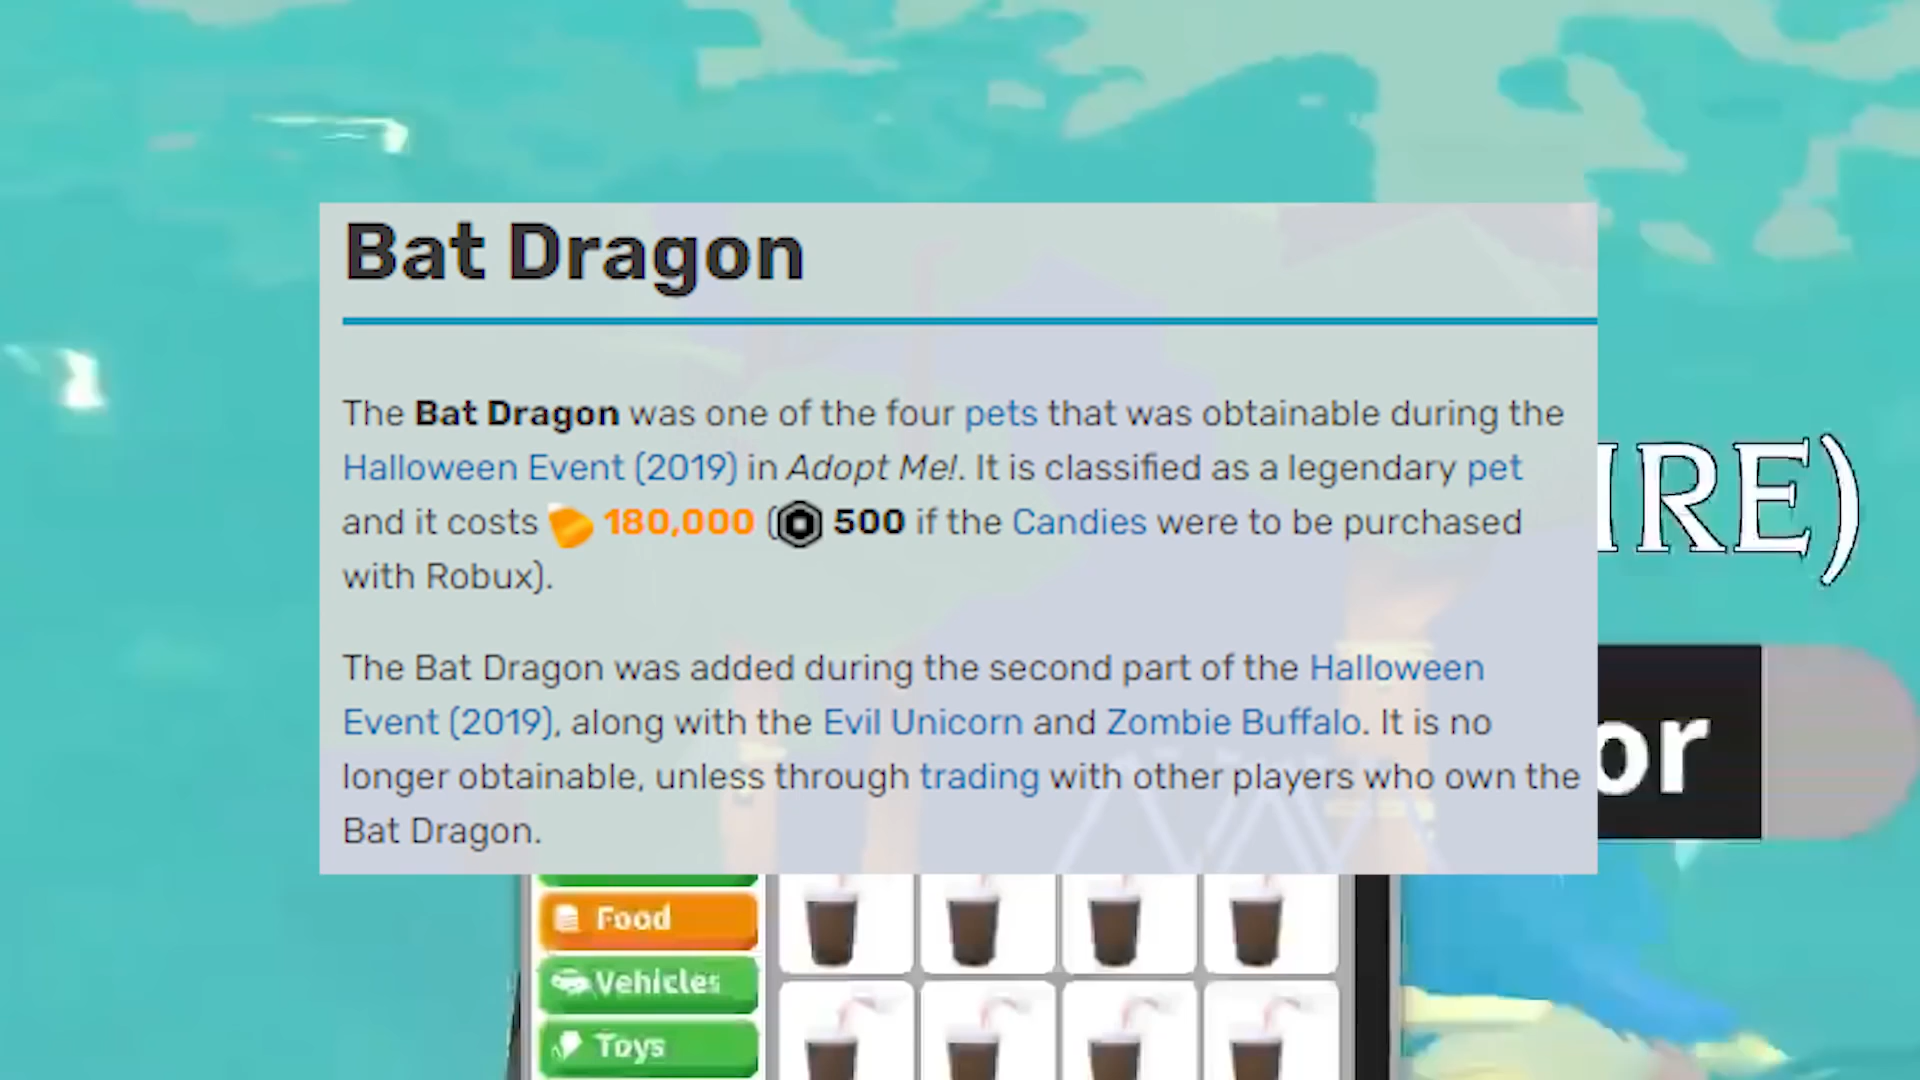 Bat Dragon
The Bat Dragon was one of the four pets that was obtainable during the
Halloween Event (2019) in Adopt Me!. It is classified as a legendary pet
and it costs 180,000 (500 if the Candies were to be purchased
with Robux).
The Bat Dragon was added during the second part of the Halloween
Event (2019), along with the Evil Unicorn and Zombie Buffalo. It is no
longer obtainable, unless through trading with other players who own the
Bat Dragon.
IRE)
or
Food
Vehicles
Toys